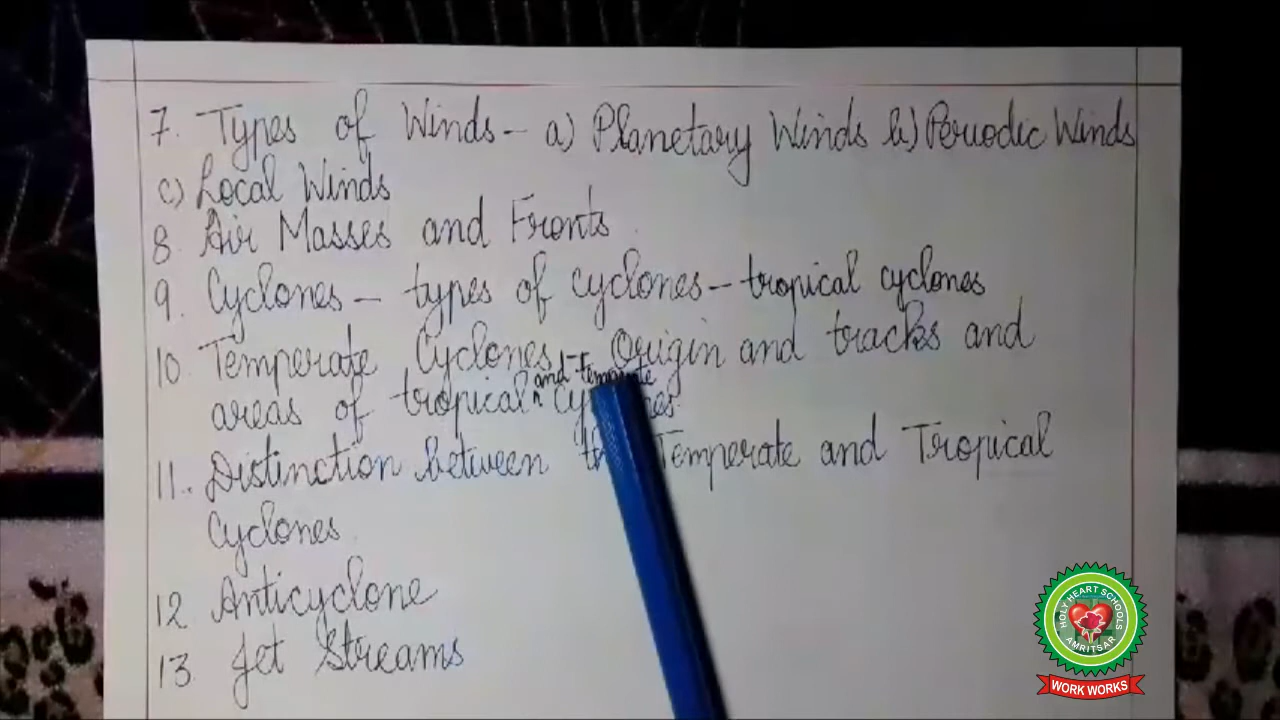 7. Types of Winds - a) Planetary Winds b) Periodic Winds
c) Local Winds
8. Air Masses and Fronts.
9. Cyclones - types of cyclones - tropical cyclones
10. Temperate Cyclones - Origin and tracks and
and temperate
areas of tropical
11. Distinction between Temperate and Tropical
Cyclones.
12 Anticyclone
13. Jet Streams
HOLY HEART SCHOOLS
AMRITSAR
WORK WORKS